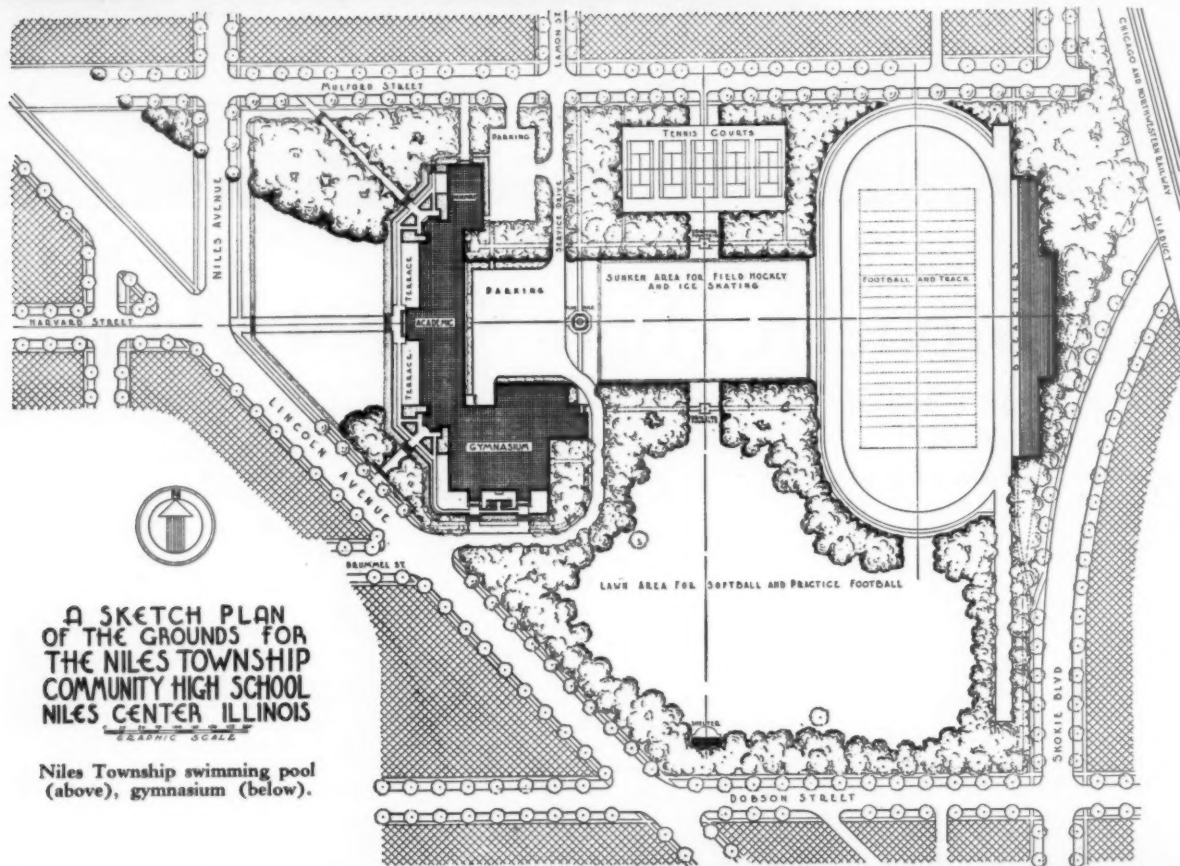 LAMON ST.
CHICAGO AND NORTHWESTERN RAILWAY
MULFORD STREET
PARKING
TENNIS COURTS
NILES AVENUE
SERVICE DRIVE
VIADUCT
TERRACE
SUNKEN AREA FOR FIELD HOCKEY
AND ICE SKATING
FOOTBALL AND TRACK
PARKING
BLEACHERS
HARVARD STREET
ACADEMIC
TERRACE
LINCOLN AVENUE
GYMNASIUM
N
BRUMMEL ST.
LAWN AREA FOR SOFTBALL AND PRACTICE FOOTBALL
A SKETCH PLAN
OF THE GROUNDS FOR
THE NILES TOWNSHIP
COMMUNITY HIGH SCHOOL
NILES CENTER ILLINOIS
GRAPHIC SCALE
SHELTER
SKOKIE BLVD
Niles Township swimming pool
(above), gymnasium (below).
DOBSON STREET